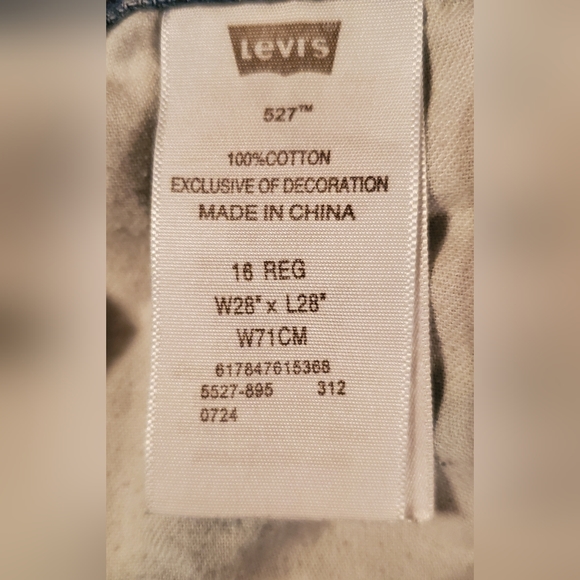 Levi's
527™
100%COTTON
EXCLUSIVE OF DECORATION
MADE IN CHINA
16 REG
W28" x L28"
W71CM
617847615368
5527-895 312
0724